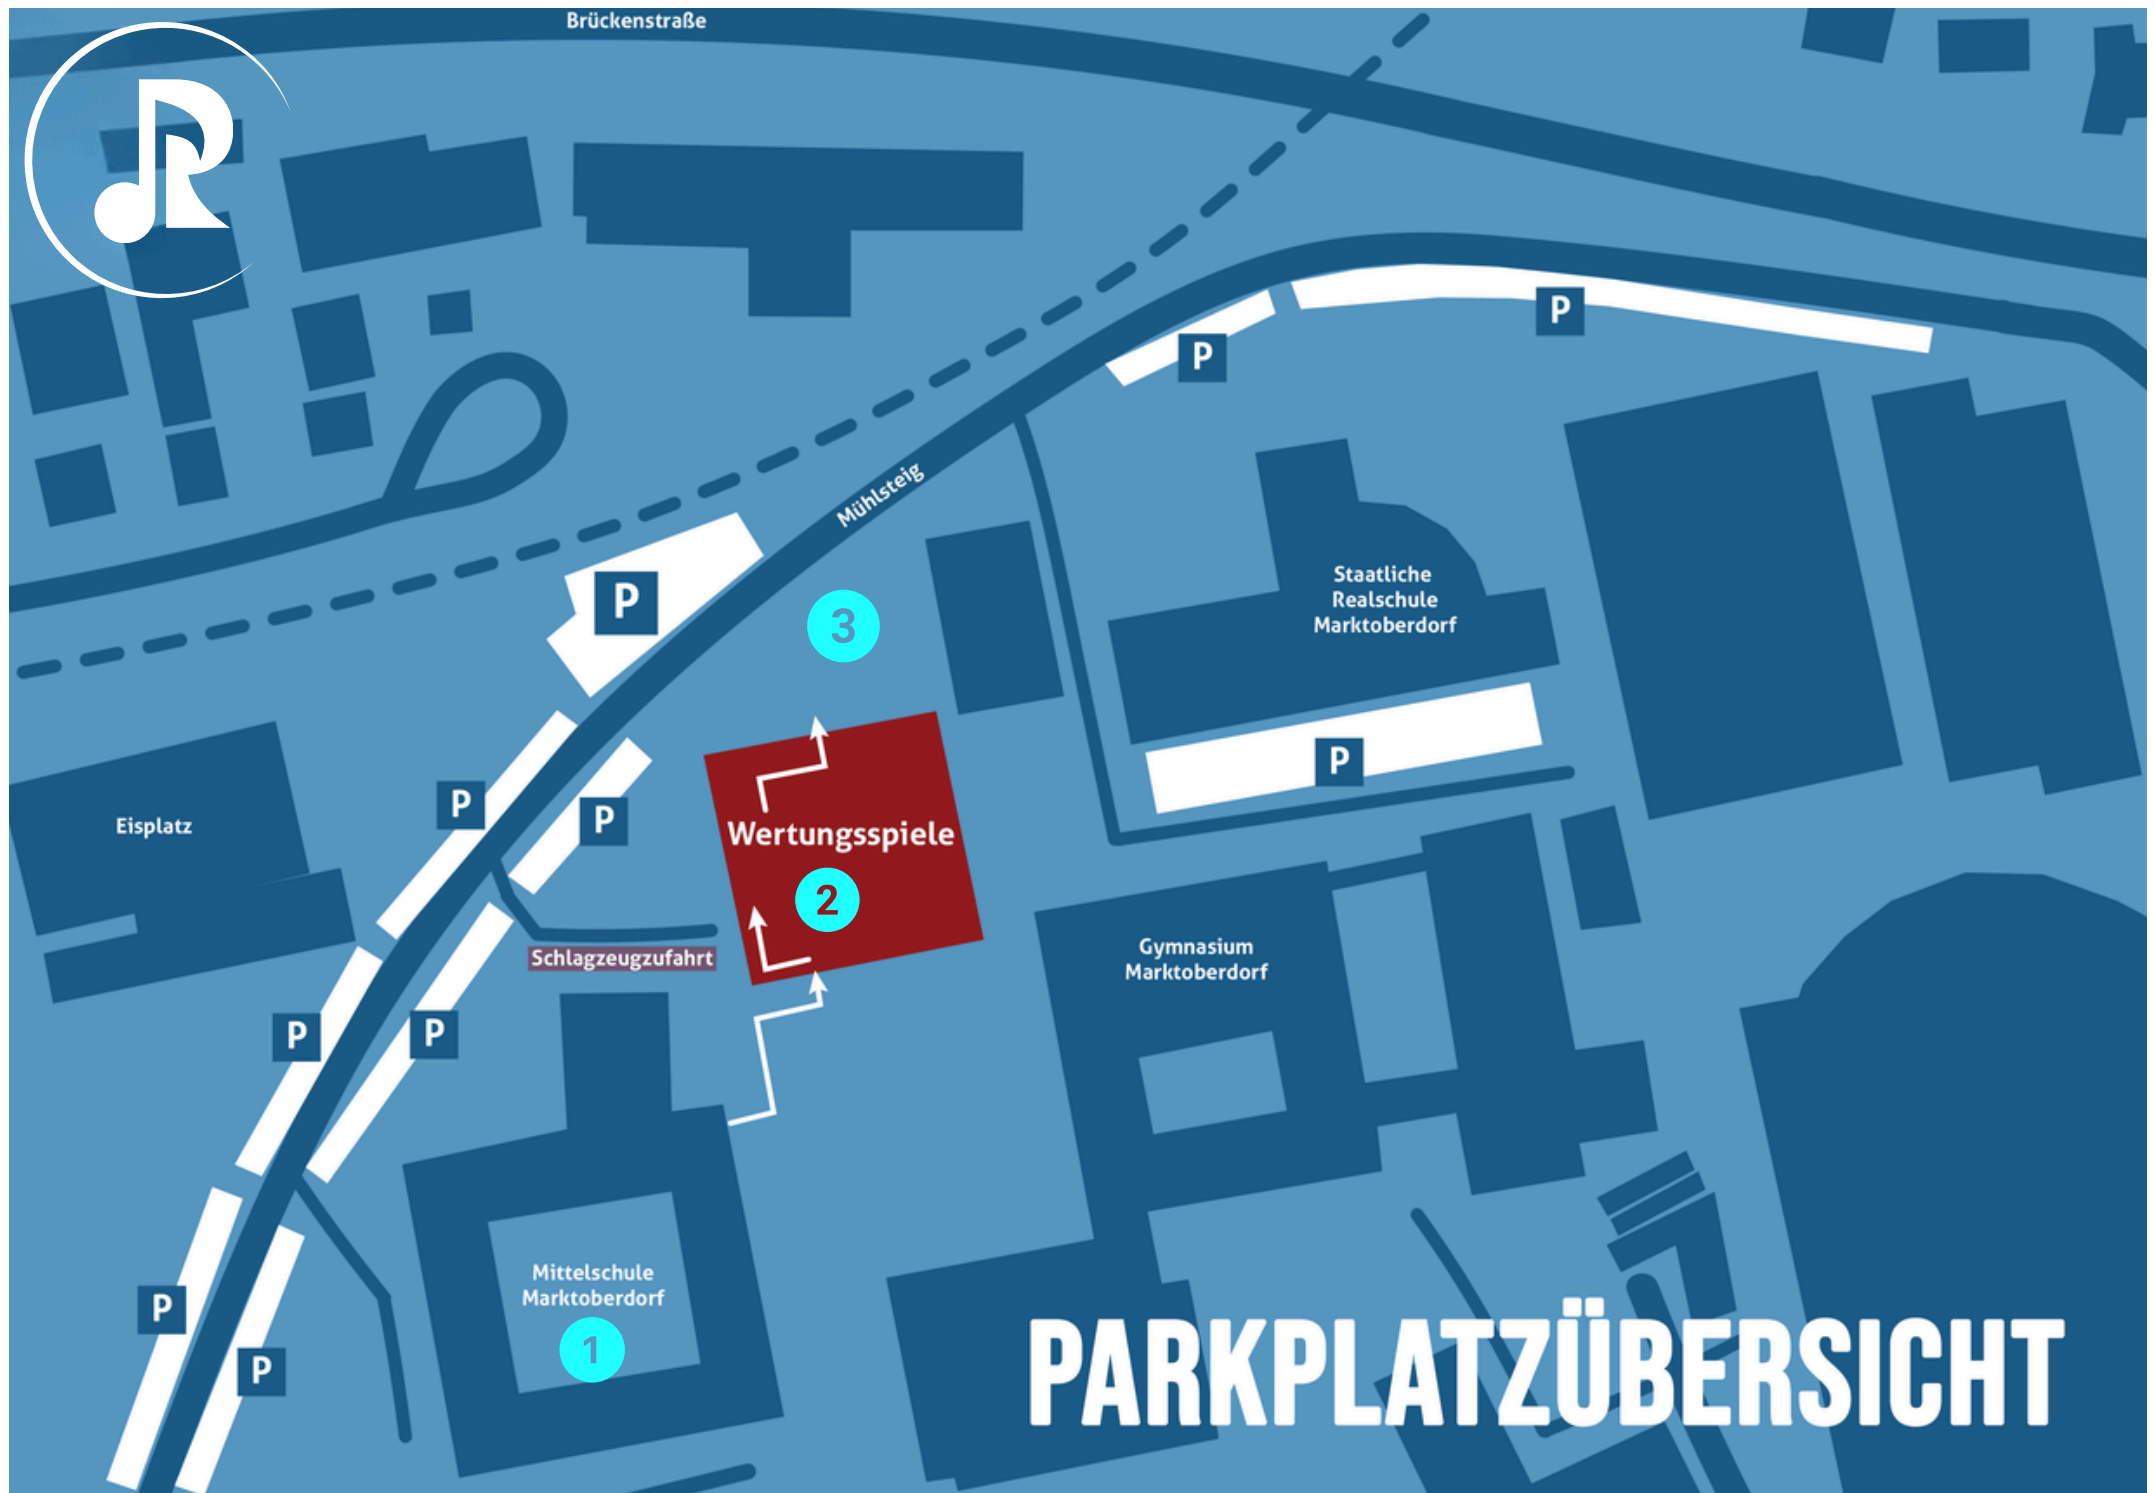 Brückenstraße
R
P
P
Mühlsteig
Staatliche
Realschule
Marktoberdorf
P
3
P
P
P
Eisplatz
Wertungsspiele
2
Schlagzeugzufahrt
Gymnasium
Marktoberdorf
P
P
Mittelschule
Marktoberdorf
1
P
P
PARKPLATZÜBERSICHT